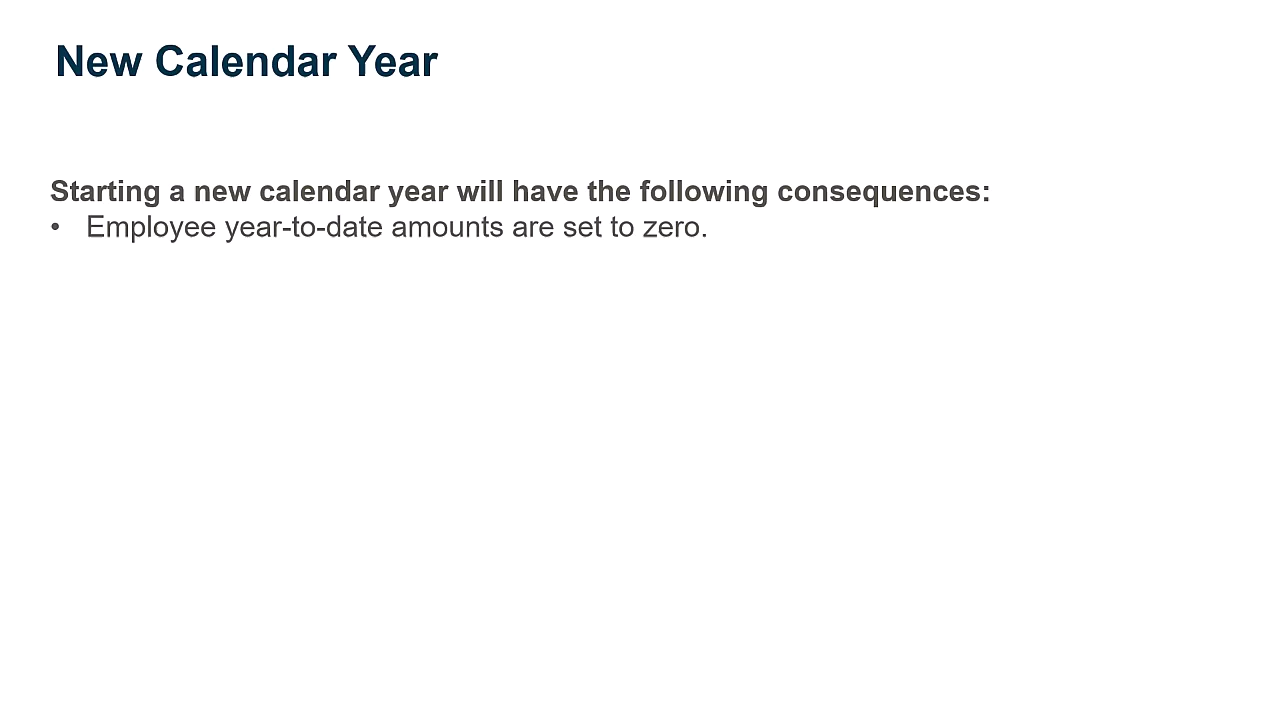 New Calendar Year
Starting a new calendar year will have the following consequences:
• Employee year-to-date amounts are set to zero.